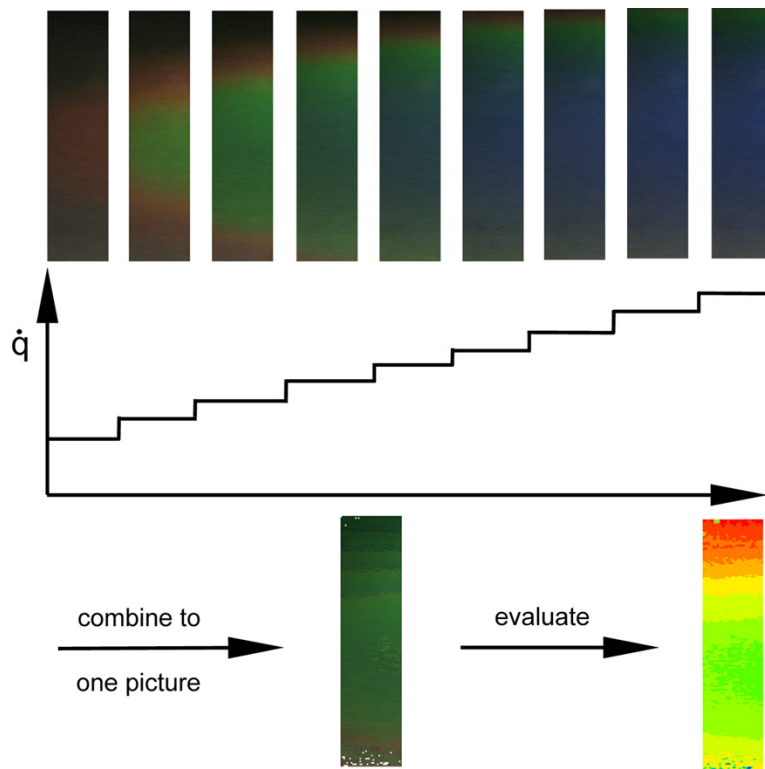 q̇
combine to
one picture
evaluate